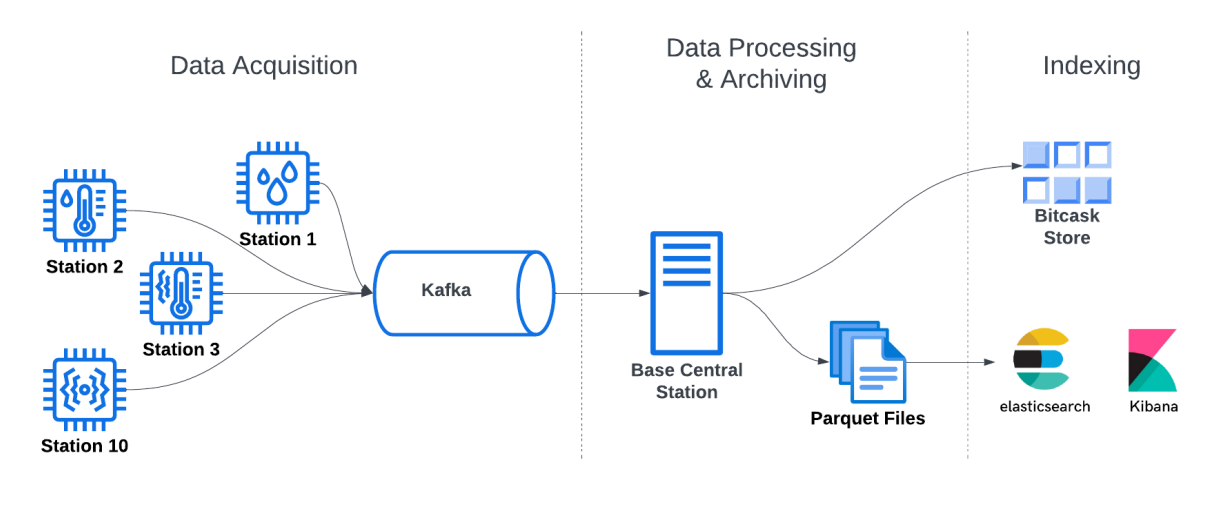 Data Acquisition
Data Processing
& Archiving
Indexing
Station 1
Station 2
Station 3
Station 10
Kafka
Base Central
Station
Parquet Files
Bitcask
Store
elasticsearch
Kibana